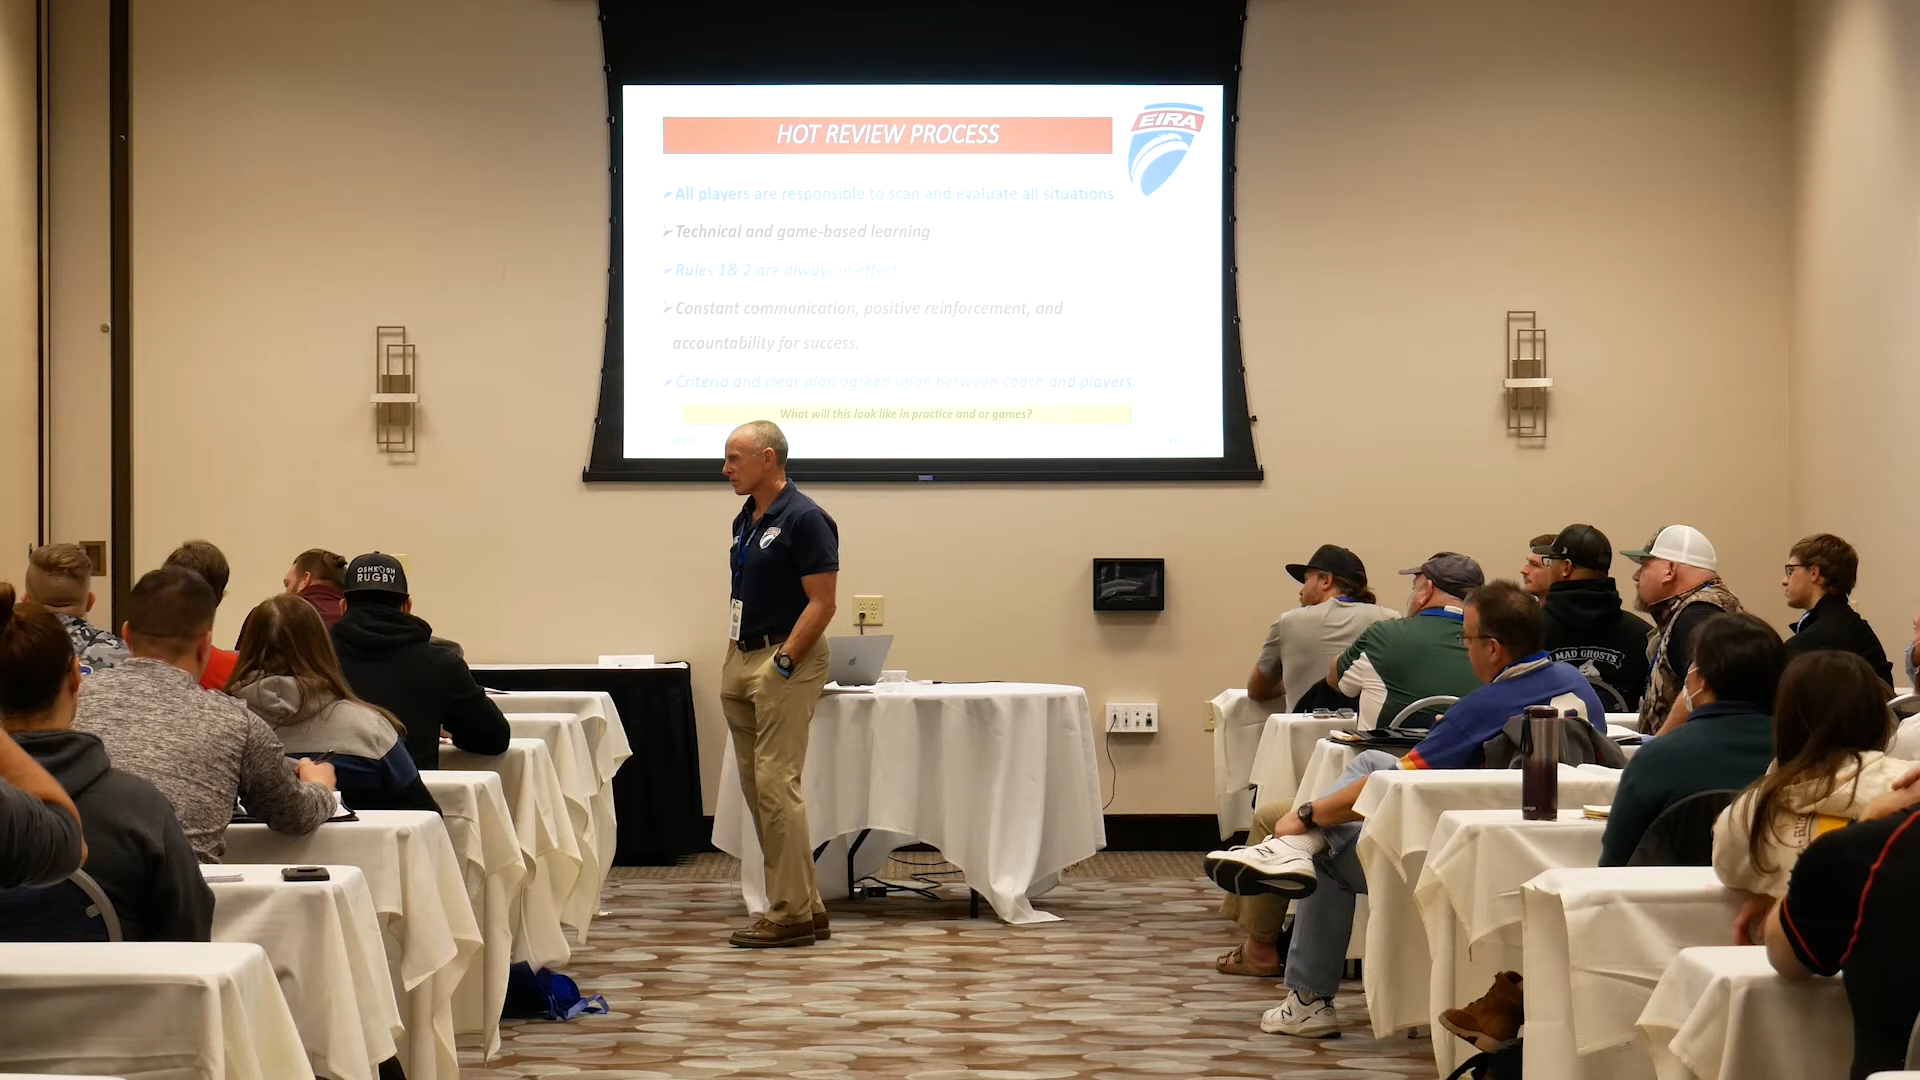 HOT REVIEW PROCESS
EIRA
➢All players are responsible to scan and evaluate all situations
➢Technical and game-based learning
➢Rules 1& 2 are always in effect
➢Constant communication, positive reinforcement, and
accountability for success.
➢Criteria and clear plan agreed upon between coach and players.
What will this look like in practice and or games?
OSHKOSH
RUGBY
MAD GHOSTS